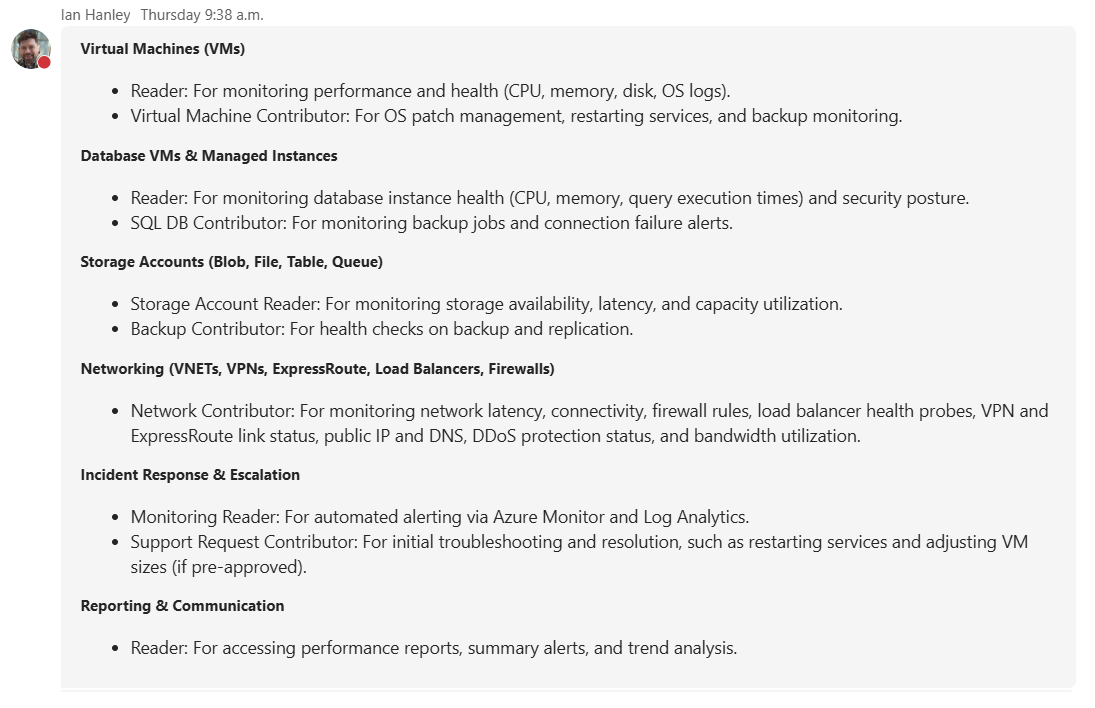 Ian Hanley Thursday 9:38 a.m.
Virtual Machines (VMs)
• Reader: For monitoring performance and health (CPU, memory, disk, OS logs).
• Virtual Machine Contributor: For OS patch management, restarting services, and backup monitoring.
Database VMs & Managed Instances
• Reader: For monitoring database instance health (CPU, memory, query execution times) and security posture.
• SQL DB Contributor: For monitoring backup jobs and connection failure alerts.
Storage Accounts (Blob, File, Table, Queue)
• Storage Account Reader: For monitoring storage availability, latency, and capacity utilization.
• Backup Contributor: For health checks on backup and replication.
Networking (VNETs, VPNs, ExpressRoute, Load Balancers, Firewalls)
• Network Contributor: For monitoring network latency, connectivity, firewall rules, load balancer health probes, VPN and
ExpressRoute link status, public IP and DNS, DDoS protection status, and bandwidth utilization.
Incident Response & Escalation
• Monitoring Reader: For automated alerting via Azure Monitor and Log Analytics.
• Support Request Contributor: For initial troubleshooting and resolution, such as restarting services and adjusting VM
sizes (if pre-approved).
Reporting & Communication
• Reader: For accessing performance reports, summary alerts, and trend analysis.